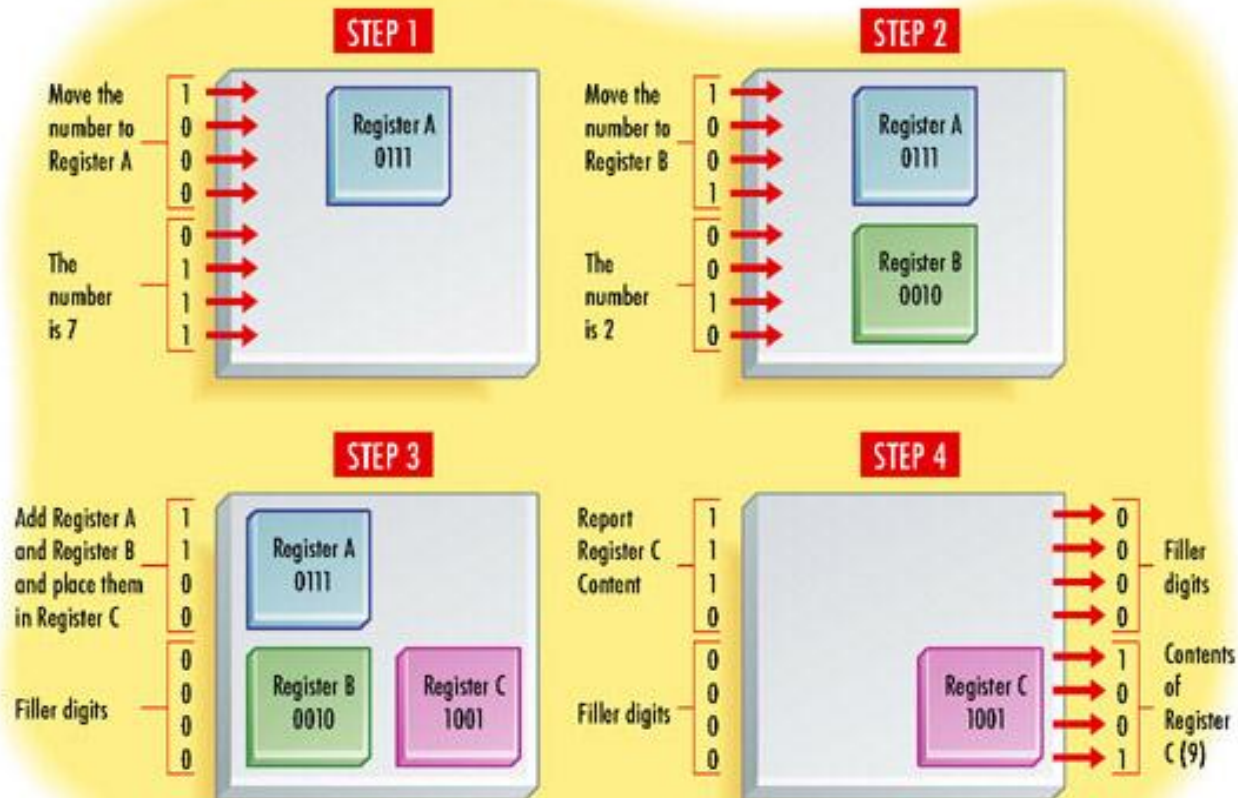 STEP 1
Move the
number to
Register A
1
0
0
0
The
number
is 7
0
1
1
1
Register A
0111
STEP 2
Move the
number to
Register B
1
0
0
1
The
number
is 2
0
0
1
0
Register A
0111
Register B
0010
STEP 3
Add Register A
and Register B
and place them
in Register C
1
1
0
0
Filler digits
0
0
0
0
Register A
0111
Register B
0010
Register C
1001
STEP 4
Report
Register C
Content
1
1
1
0
Filler digits
0
0
0
0
Register C
1001
0
0
0
0
Filler
digits
1
0
0
1
Contents
of
Register
C (9)